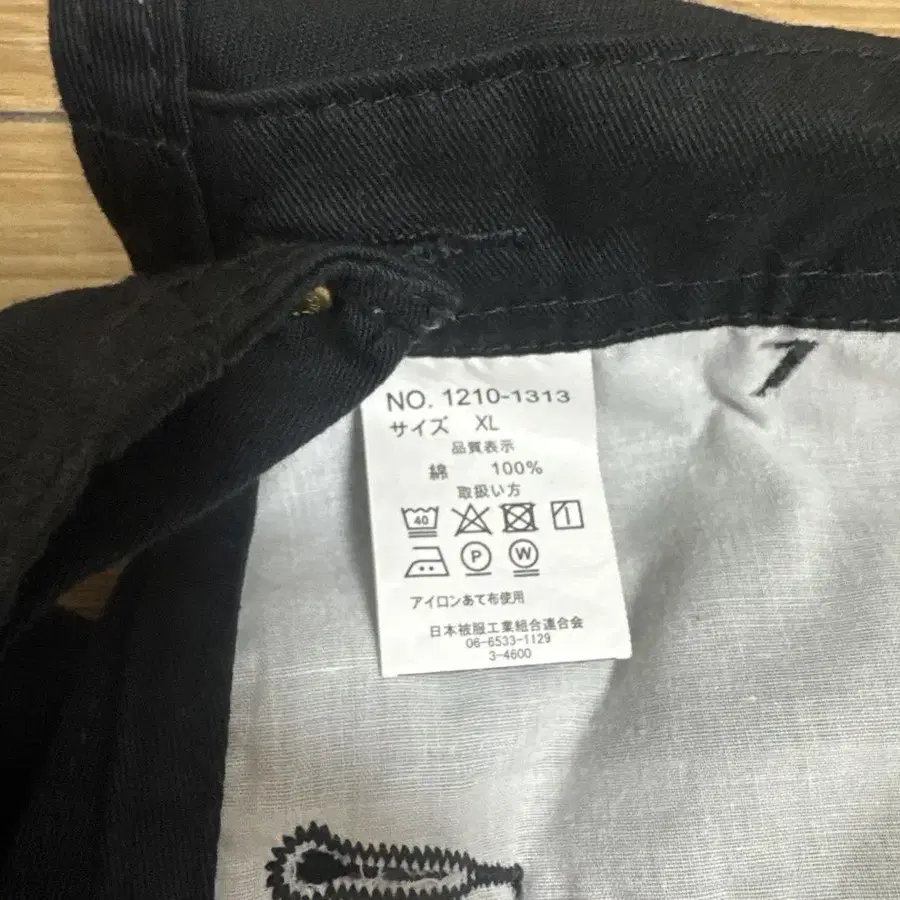 NO. 1210-1313
サイズ XL
品質表示
綿 100%
取扱い方
40
P W
アイロンあて布使用
日本被服工業組合連合会
06-6533-1129
3-4600